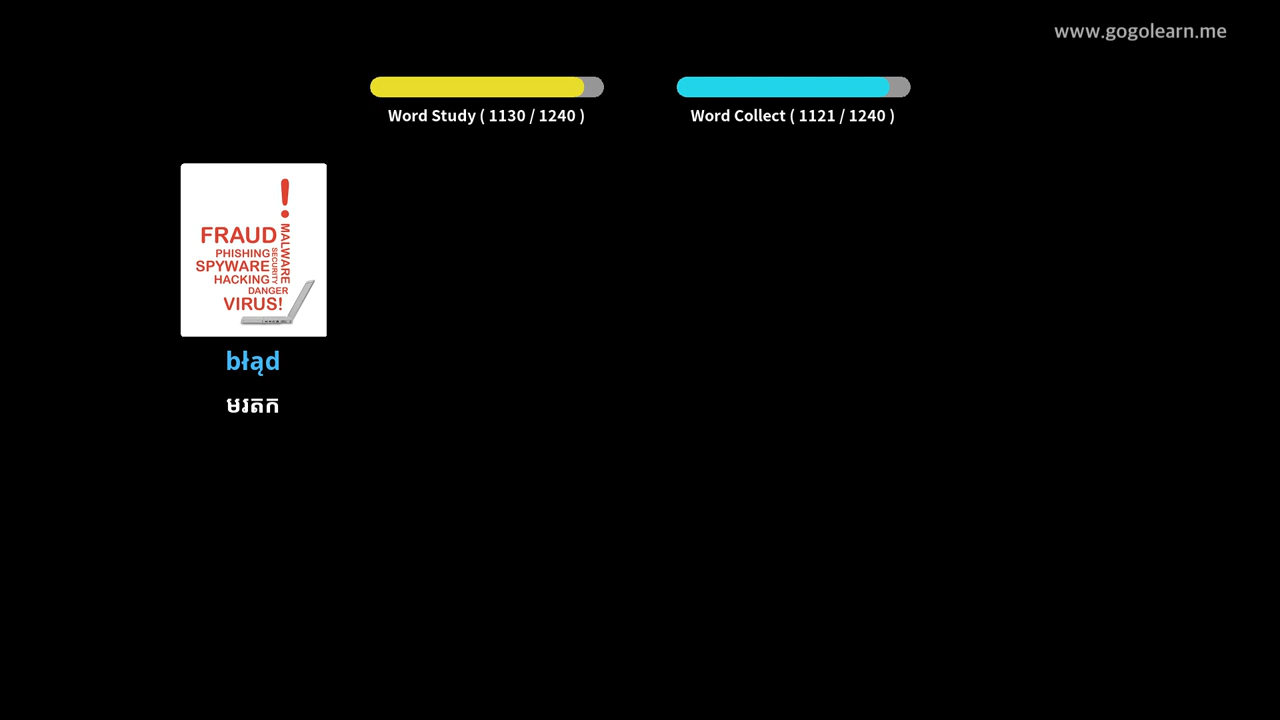 www.gogolearn.me
Word Study ( 1130 / 1240 )
Word Collect ( 1121 / 1240 )
!
FRAUD
MALWARE
PHISHING
SECURITY
SPYWARE
HACKING
DANGER
VIRUS!
błąd
មរតក